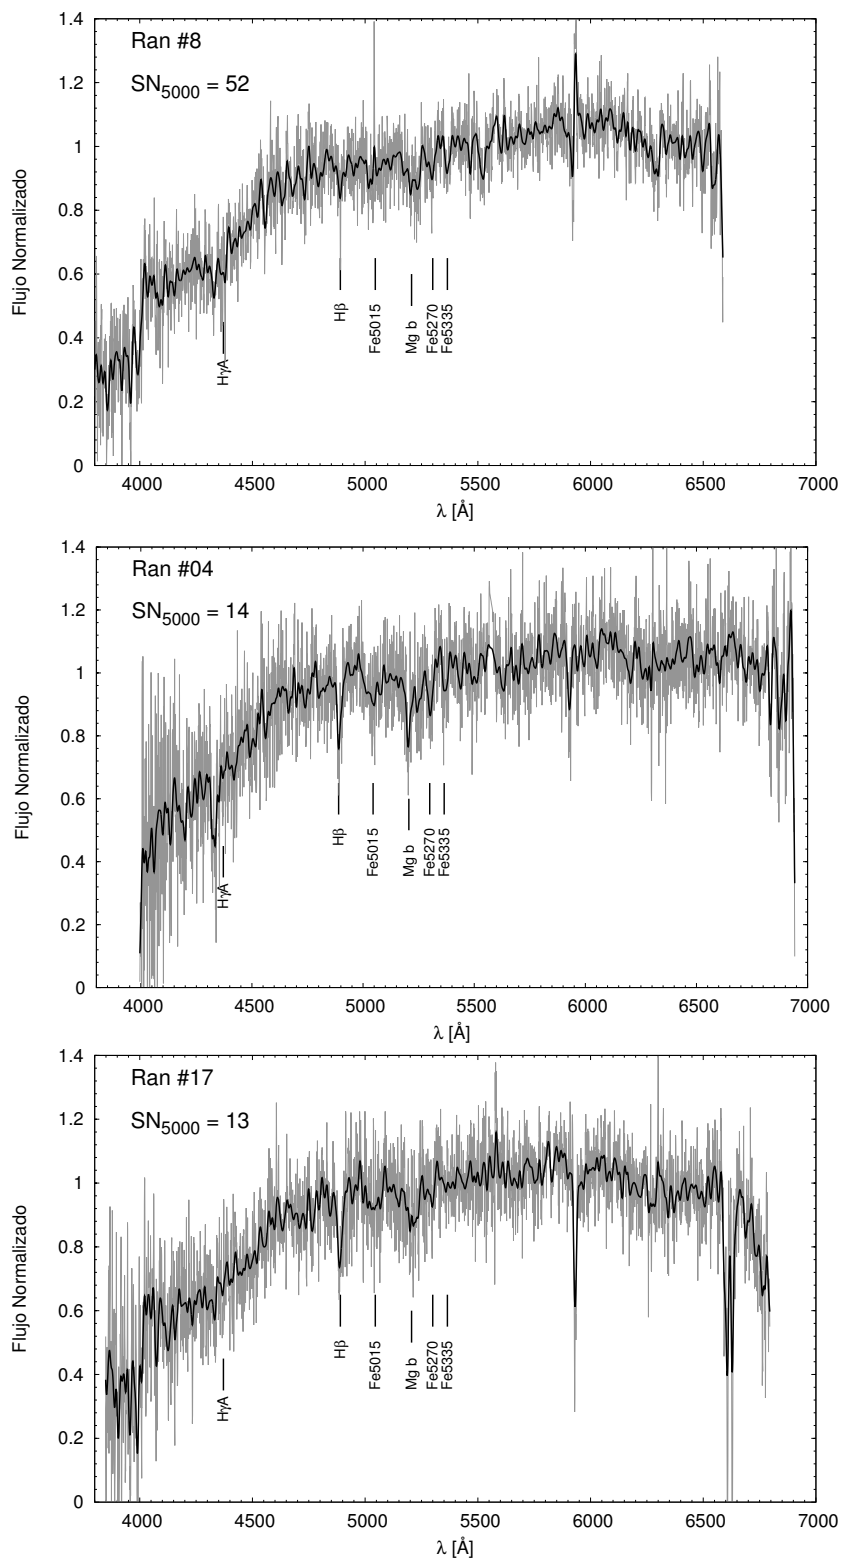 Ran #8
SN5000 = 52
Flujo Normalizado
1.4
1.2
1
0.8
0.6
0.4
0.2
0
HγA
Hβ
Fe5015
Mg b
Fe5270
Fe5335
4000 4500 5000 5500 6000 6500 7000
λ [Å]
Ran #04
SN5000 = 14
Flujo Normalizado
1.4
1.2
1
0.8
0.6
0.4
0.2
0
HγA
Hβ
Fe5015
Mg b
Fe5270
Fe5335
4000 4500 5000 5500 6000 6500 7000
λ [Å]
Ran #17
SN5000 = 13
Flujo Normalizado
1.4
1.2
1
0.8
0.6
0.4
0.2
0
HγA
Hβ
Fe5015
Mg b
Fe5270
Fe5335
4000 4500 5000 5500 6000 6500 7000
λ [Å]